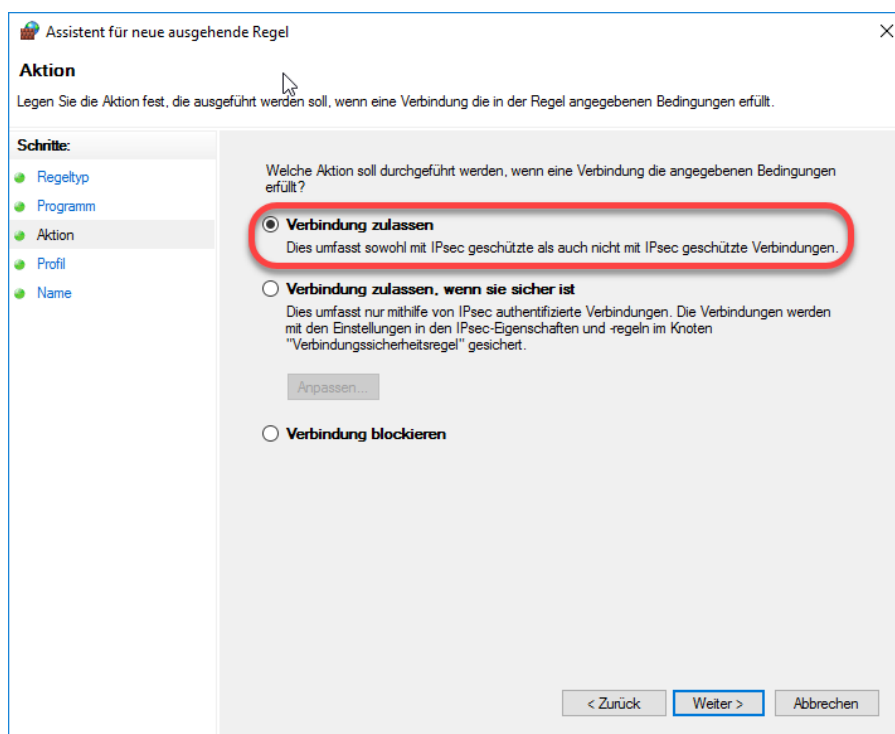 Assistent für neue ausgehende Regel
Aktion
Legen Sie die Aktion fest, die ausgeführt werden soll, wenn eine Verbindung die in der Regel angegebenen Bedingungen erfüllt.
Schritte:
Regeltyp
Programm
Aktion
Profil
Name
Welche Aktion soll durchgeführt werden, wenn eine Verbindung die angegebenen Bedingungen
erfüllt?
Verbindung zulassen
Dies umfasst sowohl mit IPsec geschützte als auch nicht mit IPsec geschützte Verbindungen.
Verbindung zulassen, wenn sie sicher ist
Dies umfasst nur mithilfe von IPsec authentifizierte Verbindungen. Die Verbindungen werden
mit den Einstellungen in den IPsec-Eigenschaften und -regeln im Knoten
"Verbindungssicherheitsregel" gesichert.
Anpassen...
Verbindung blockieren
< Zurück
Weiter >
Abbrechen